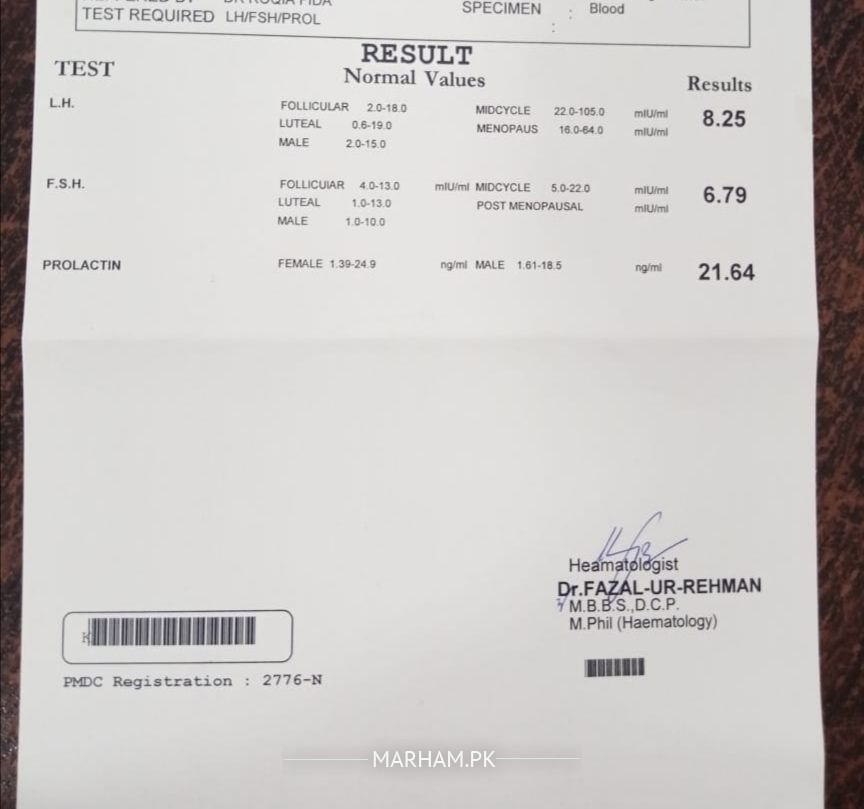 TEST REQUIRED LH/FSH/PROL
SPECIMEN : Blood
:
RESULT
TEST Normal Values Results
L.H. FOLLICULAR 2.0-18.0 MIDCYCLE 22.0-105.0 mIU/ml 8.25
LUTEAL 0.6-19.0 MENOPAUS 16.0-64.0 mIU/ml
MALE 2.0-15.0
F.S.H. FOLLICUIAR 4.0-13.0 mIU/ml MIDCYCLE 5.0-22.0 mIU/ml 6.79
LUTEAL 1.0-13.0 POST MENOPAUSAL mIU/ml
MALE 1.0-10.0
PROLACTIN FEMALE 1.39-24.9 ng/ml MALE 1.61-18.5 ng/ml 21.64
Heamatologist
Dr.FAZAL-UR-REHMAN
M.B.B.S.,D.C.P.
M.Phil (Haematology)
K
PMDC Registration : 2776-N
MARHAM.PK